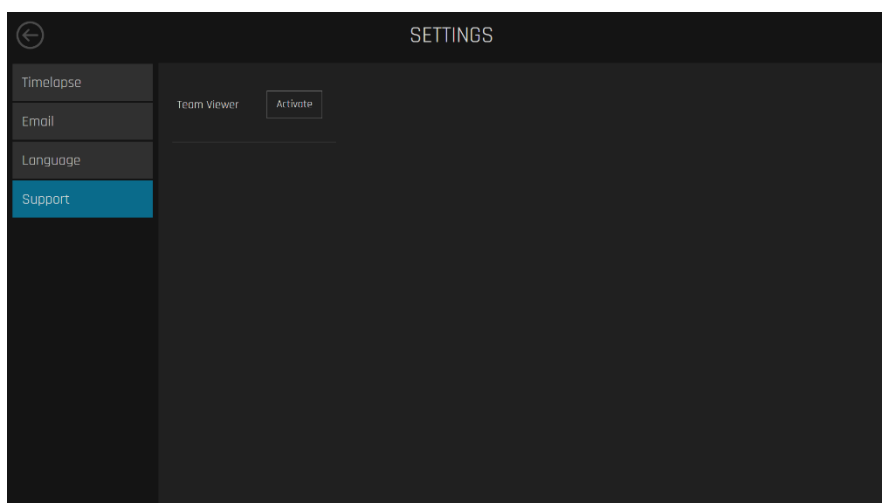 SETTINGS
Timelapse
Email
Language
Support
Team Viewer
Activate